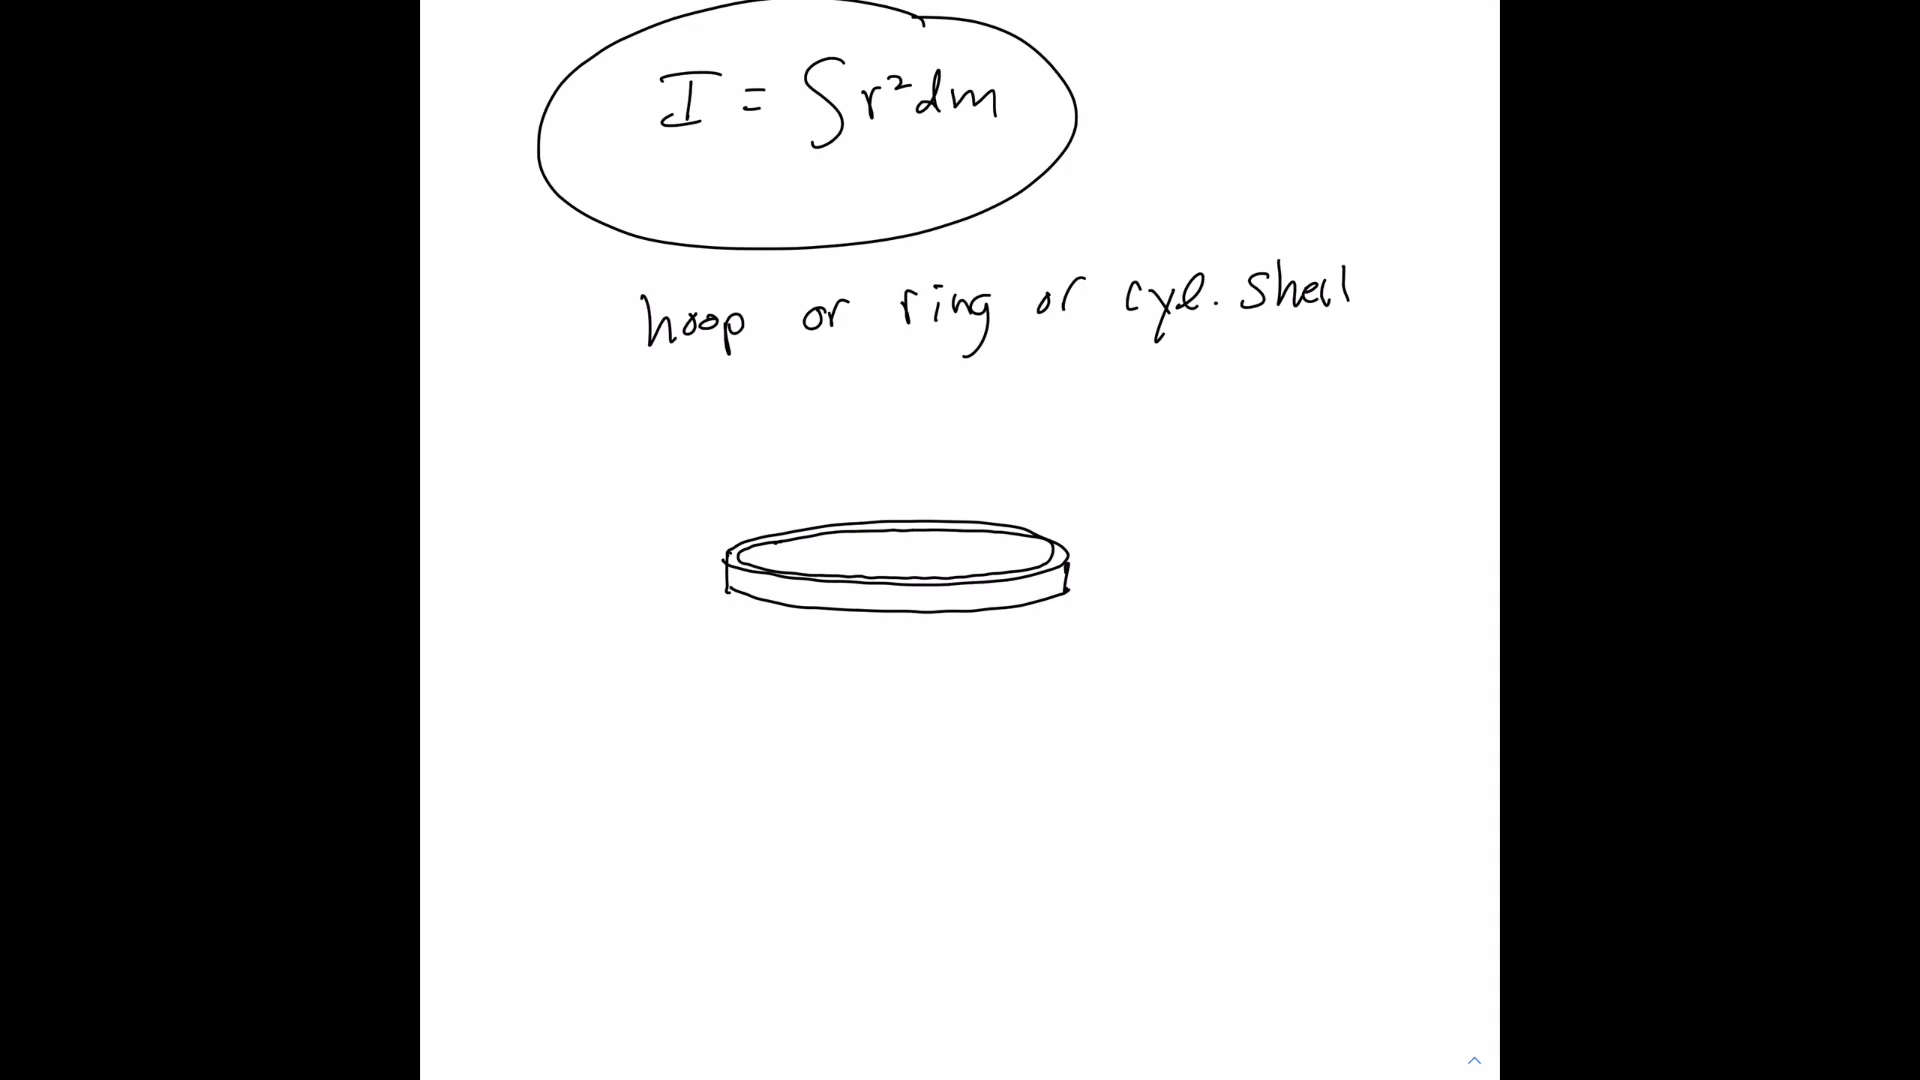 I = ∫r²dm
hoop or ring or cyl. shell